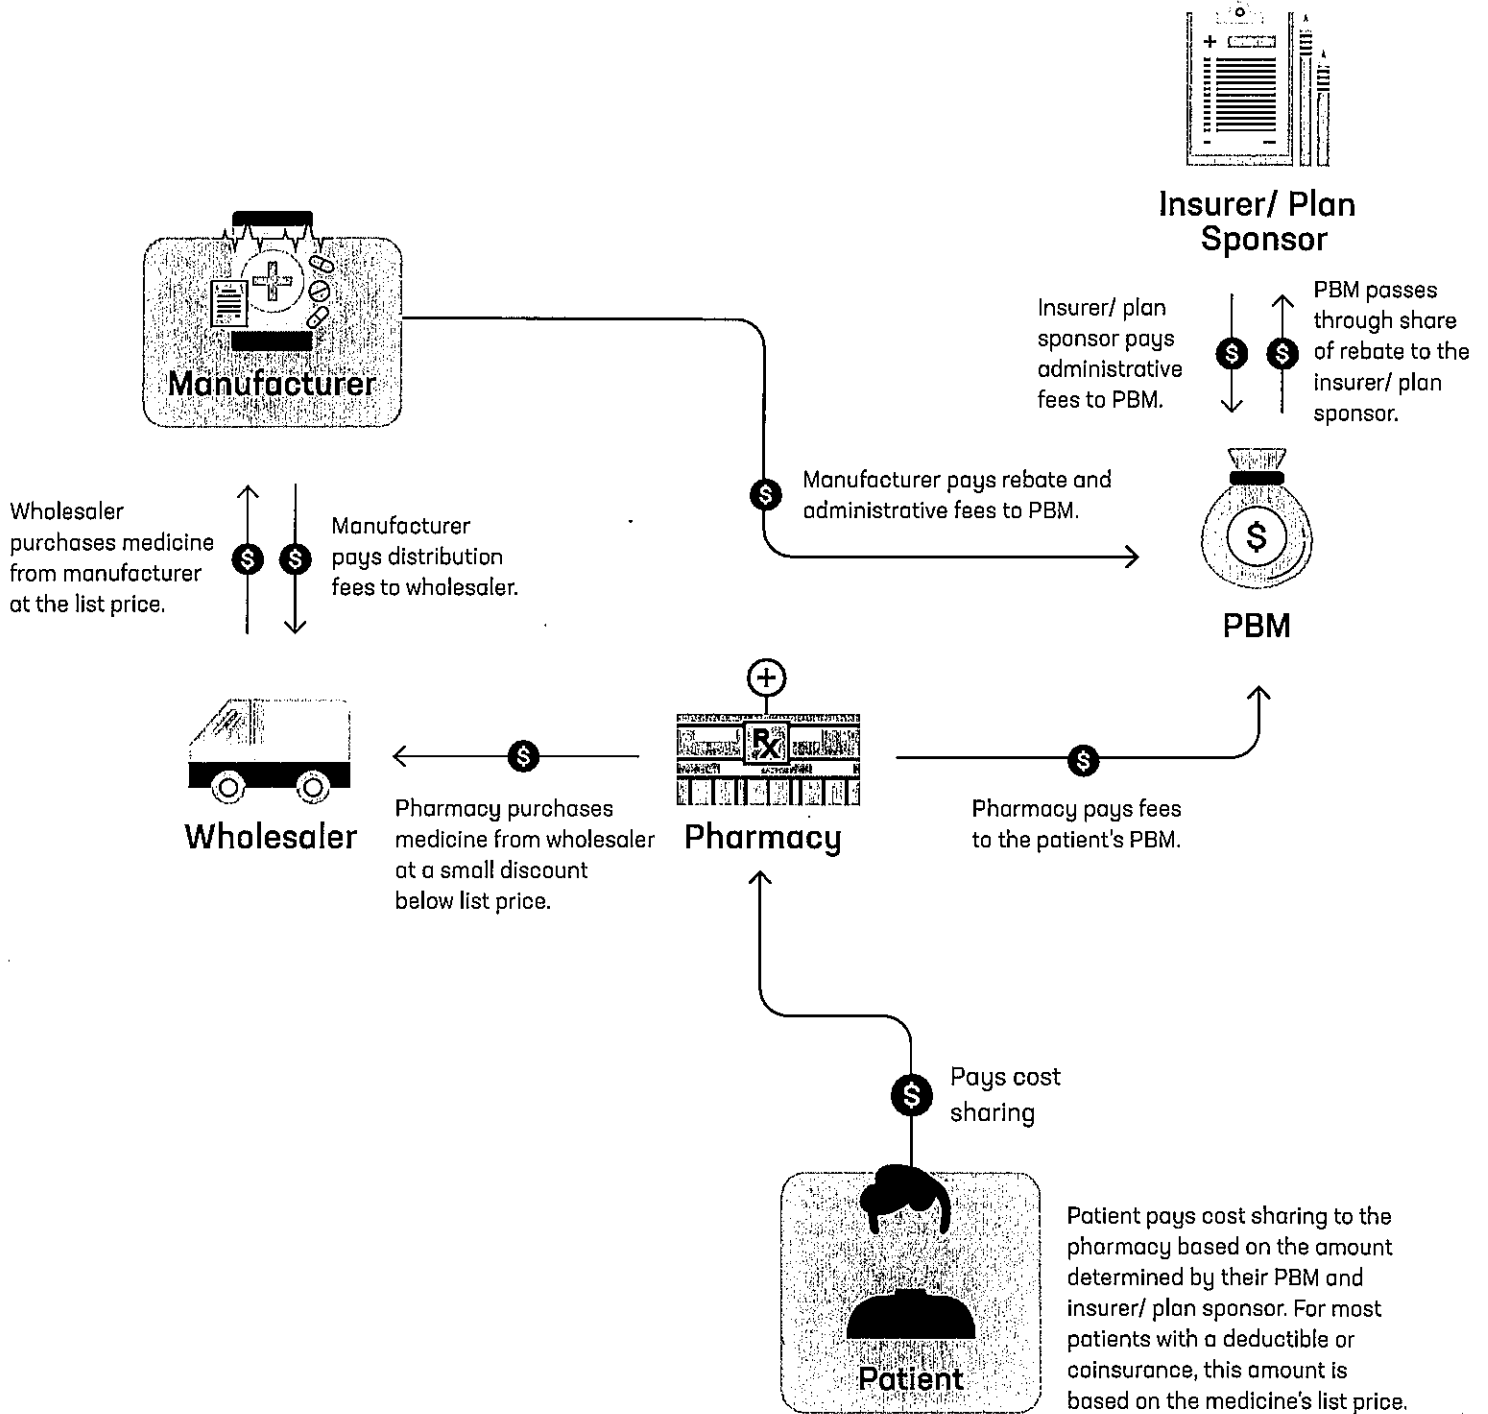 Insurer/ Plan
Sponsor
Insurer/ plan
sponsor pays
administrative
fees to PBM.
$
$
PBM passes
through share
of rebate to the
insurer/ plan
sponsor.
Manufacturer
Manufacturer pays rebate and
administrative fees to PBM.
$
$
PBM
Wholesaler
purchases medicine
from manufacturer
at the list price.
$
$
Manufacturer
pays distribution
fees to wholesaler.
Wholesaler
$
Pharmacy purchases
medicine from wholesaler
at a small discount
below list price.
Rx
Pharmacy
$
Pharmacy pays fees
to the patient's PBM.
$
Pays cost
sharing
Patient
Patient pays cost sharing to the
pharmacy based on the amount
determined by their PBM and
insurer/ plan sponsor. For most
patients with a deductible or
coinsurance, this amount is
based on the medicine's list price.